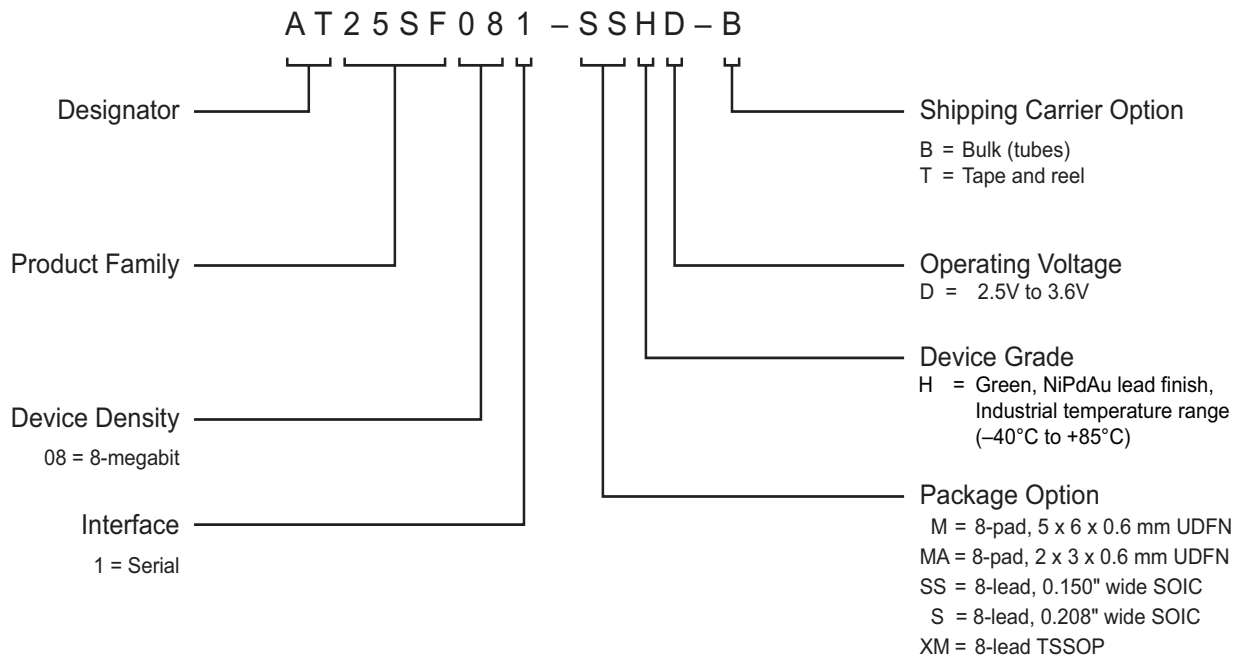 AT25SF081–SSHD–B
Designator
Product Family
Device Density
08 = 8-megabit
Interface
1 = Serial
Shipping Carrier Option
B = Bulk (tubes)
T = Tape and reel
Operating Voltage
D = 2.5V to 3.6V
Device Grade
H = Green, NiPdAu lead finish,
Industrial temperature range
(–40°C to +85°C)
Package Option
M = 8-pad, 5 x 6 x 0.6 mm UDFN
MA = 8-pad, 2 x 3 x 0.6 mm UDFN
SS = 8-lead, 0.150" wide SOIC
S = 8-lead, 0.208" wide SOIC
XM = 8-lead TSSOP